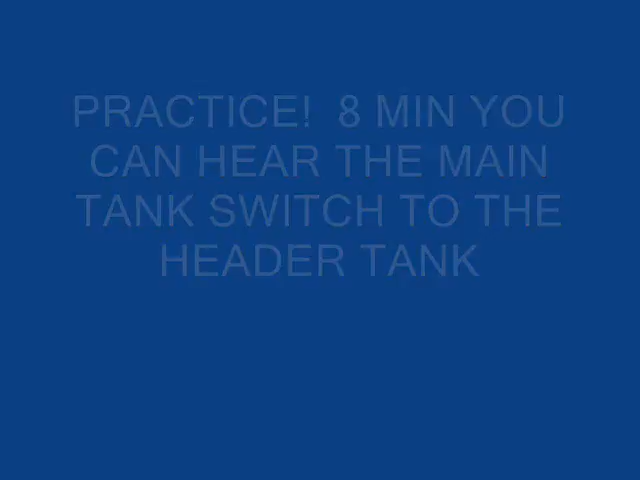 PRACTICE!  8 MIN YOU
CAN HEAR THE MAIN
TANK SWITCH TO THE
HEADER TANK